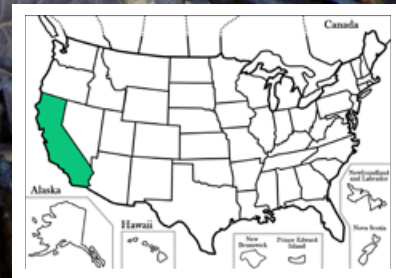 Canada
Alaska
Hawaii
New
Brunswick
Prince Edward
Island
Newfoundland
and Labrador
Nova Scotia